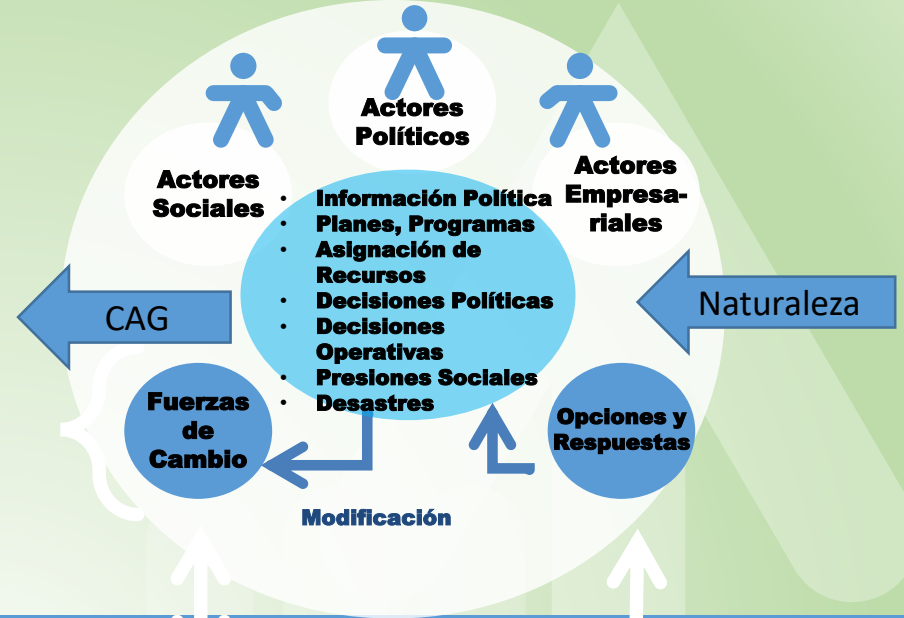 Actores
Políticos
Actores
Sociales
Actores
Empresa-
riales
• Información Política
• Planes, Programas
• Asignación de
Recursos
• Decisiones Políticas
• Decisiones
Operativas
• Presiones Sociales
• Desastres
CAG
Naturaleza
Fuerzas
de
Cambio
Opciones y
Respuestas
Modificación